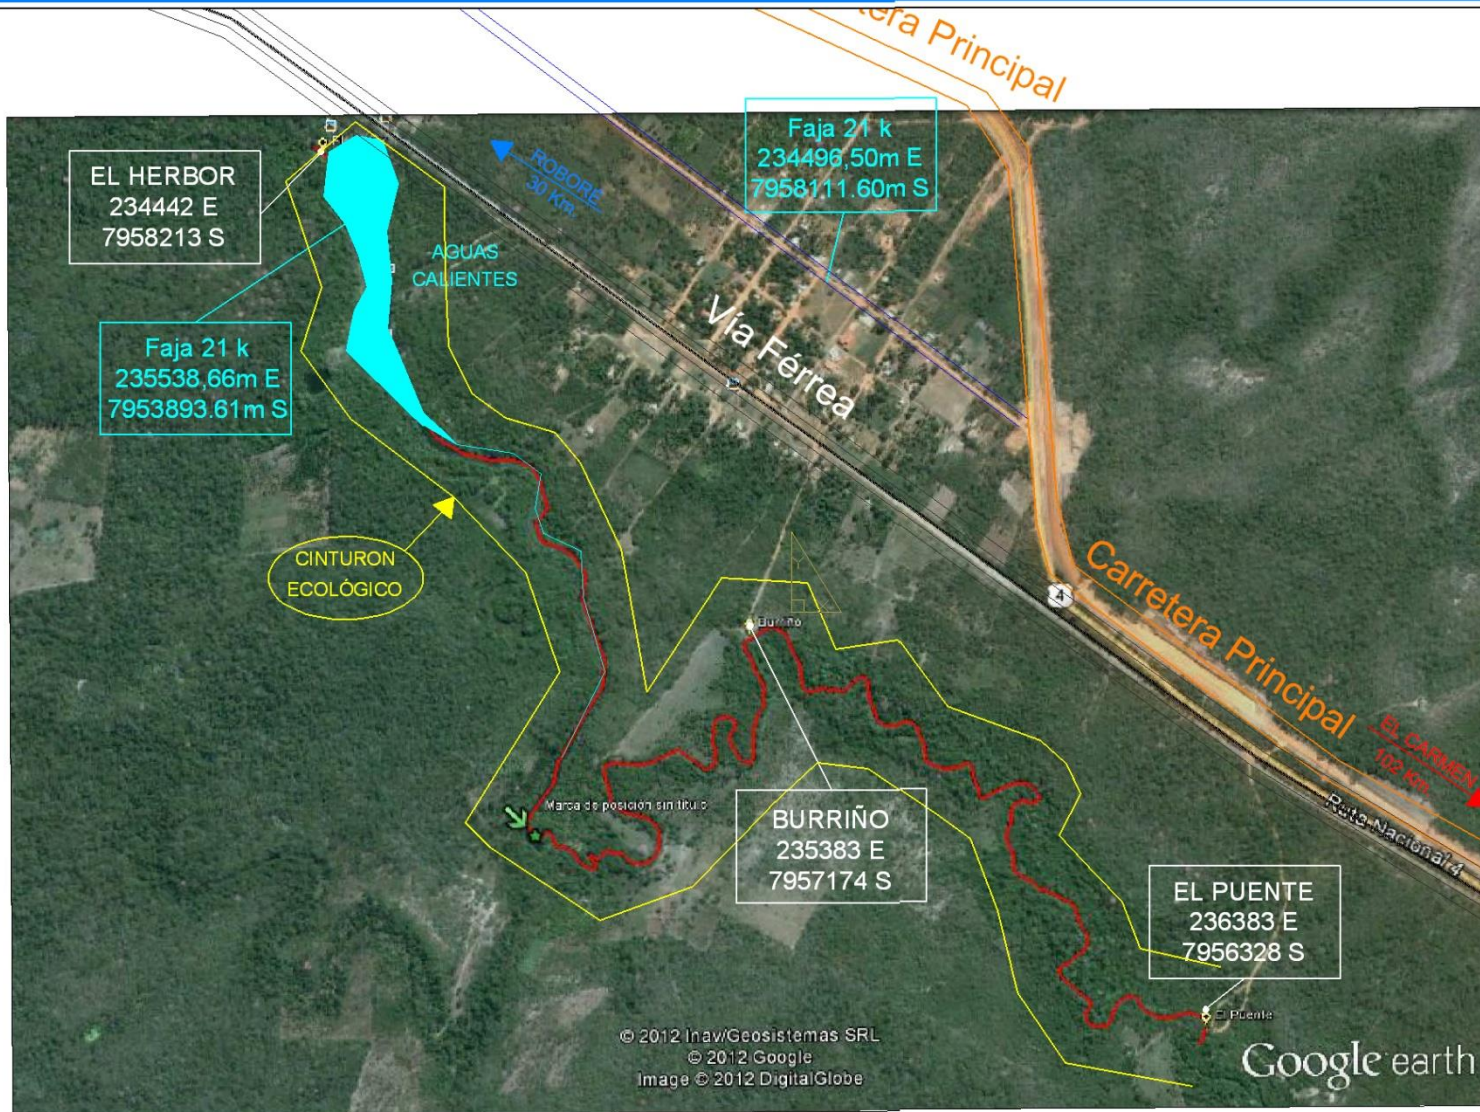 tera Principal
Faja 21 k
234496,50m E
7958111.60m S
ROBORÉ
30 Km.
EL HERBOR
234442 E
7958213 S
AGUAS
CALIENTES
Vía Férrea
Faja 21 k
235538,66m E
7953893.61m S
CINTURON
ECOLÓGICO
4
Carretera Principal
Burriño
EL CARMEN
102 Km.
Marca de posición sin título
Ruta Nacional 4
BURRIÑO
235383 E
7957174 S
EL PUENTE
236383 E
7956328 S
El Puente
© 2012 Inav/Geosistemas SRL
© 2012 Google
Image © 2012 DigitalGlobe
Google earth